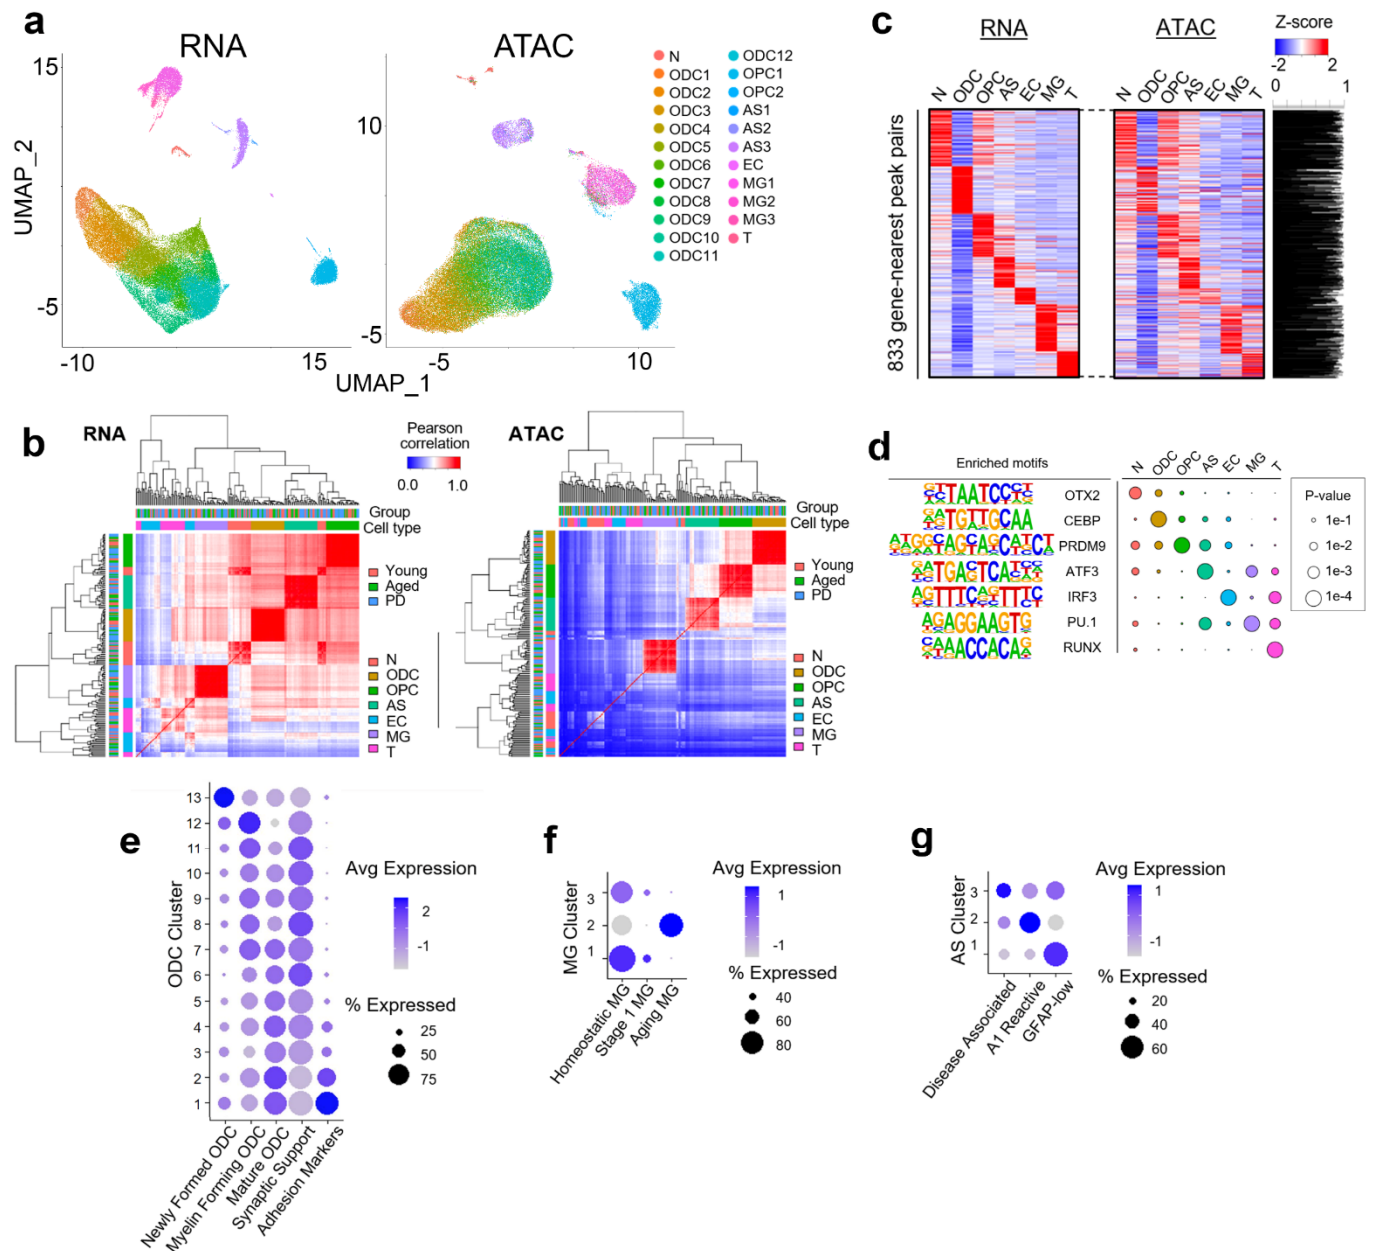 a
RNA
ATAC
15
-5
-10
15
UMAP_2
10
-5
-5
10
UMAP_1
N
ODC1
ODC2
ODC3
ODC4
ODC5
ODC6
ODC7
ODC8
ODC9
ODC10
ODC11
ODC12
OPC1
OPC2
AS1
AS2
AS3
EC
MG1
MG2
MG3
T
c
RNA
ATAC
Z-score
-2 2
0 1
N ODC OPC AS EC MG T
N ODC OPC AS EC MG T
833 gene-nearest peak pairs
b
RNA
Pearson
correlation
0.0 1.0
Group
Cell type
Young
Aged
PD
N
ODC
OPC
AS
EC
MG
T
ATAC
Group
Cell type
Young
Aged
PD
N
ODC
OPC
AS
EC
MG
T
d
Enriched motifs
N ODC OPC AS EC MG T
OTX2
CEBP
PRDM9
ATF3
IRF3
PU.1
RUNX
P-value
1e-1
1e-2
1e-3
1e-4
e
ODC Cluster
13
12
11
10
9
8
7
6
5
4
3
2
1
Newly Formed ODC
Myelin Forming ODC
Mature ODC
Synaptic Support
Adhesion Markers
Avg Expression
2
-1
% Expressed
25
50
75
f
MG Cluster
3
2
1
Homeostatic MG
Stage 1 MG
Aging MG
Avg Expression
1
-1
% Expressed
40
60
80
g
AS Cluster
3
2
1
Disease Associated
A1 Reactive
GFAP-low
Avg Expression
1
-1
% Expressed
20
40
60